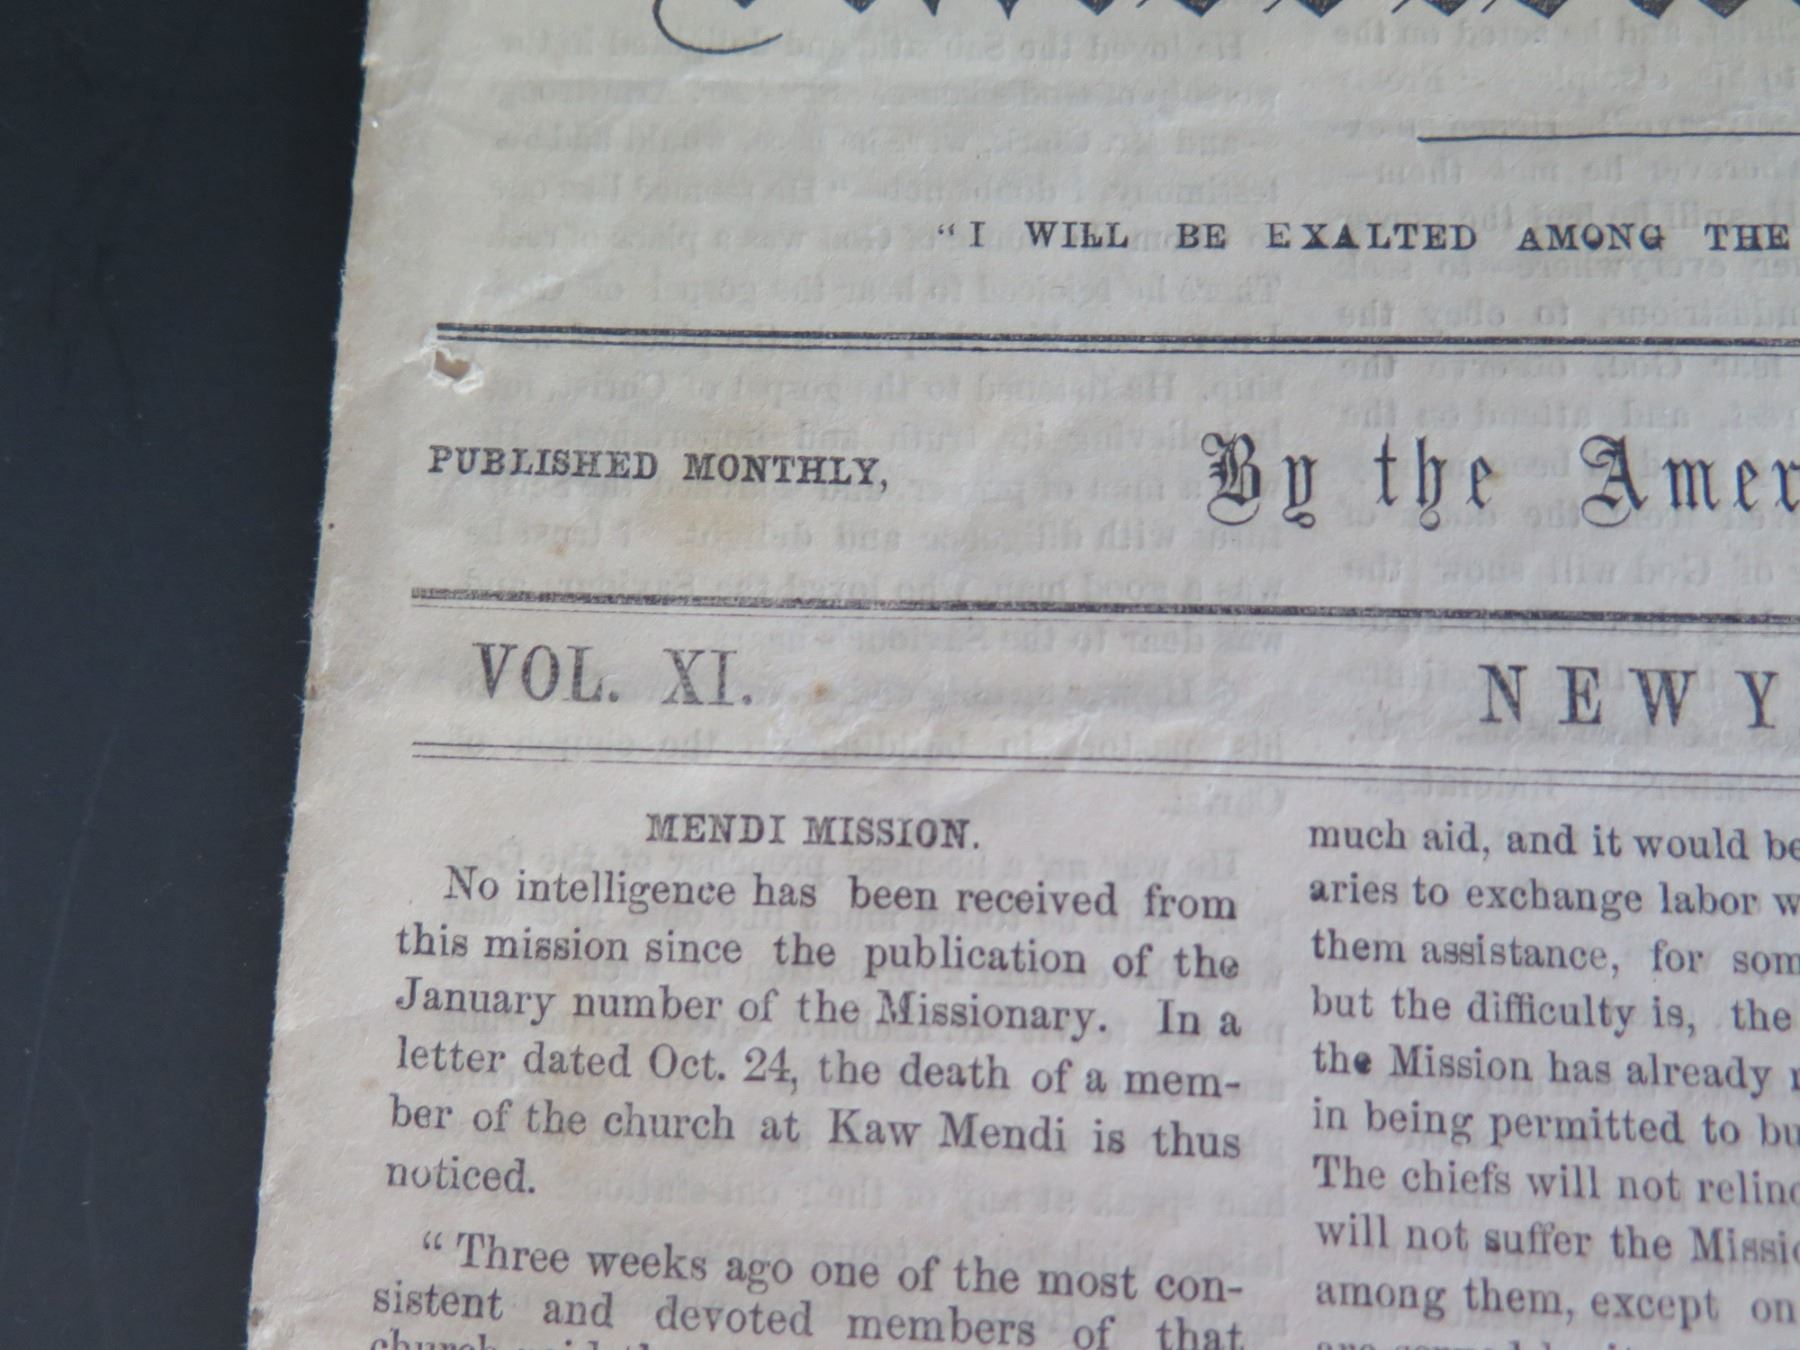 "I WILL BE EXALTED AMONG THE
PUBLISHED MONTHLY,
By the Amer
VOL. XI.
NEW Y
MENDI MISSION.
No intelligence has been received from
this mission since the publication of the
January number of the Missionary. In a
letter dated Oct. 24, the death of a mem-
ber of the church at Kaw Mendi is thus
noticed.
"Three weeks ago one of the most con-
sistent and devoted members of that
much aid, and it would be
aries to exchange labor w
them assistance, for som
but the difficulty is, the
the Mission has already
in being permitted to bu
The chiefs will not relinq
will not suffer the Missio
among them, except on